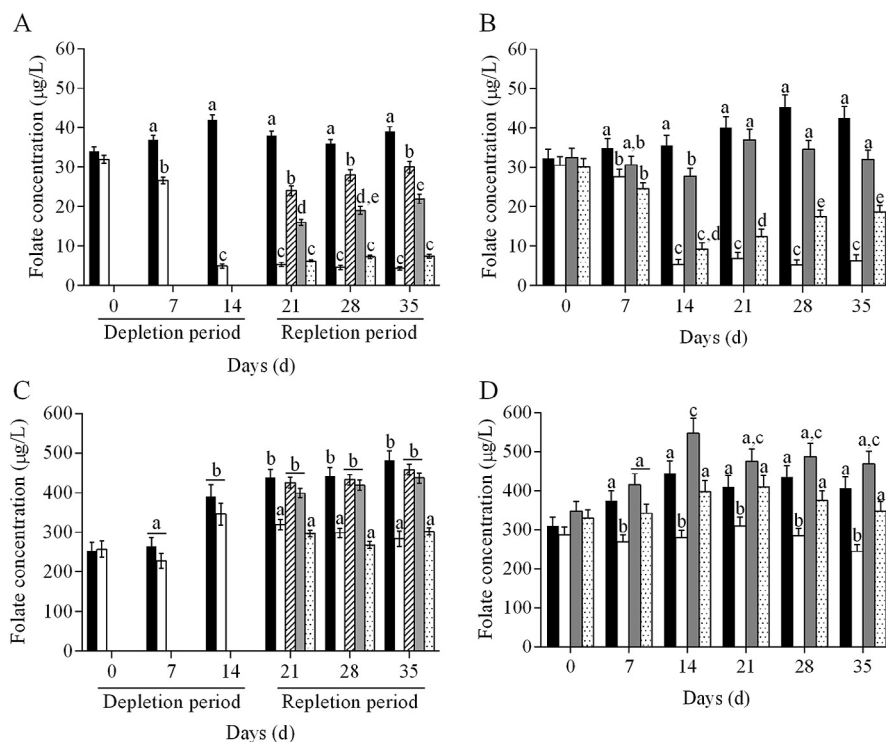 A
Folate concentration (µg/L)
60
50
40
30
20
10
0
a
b
a
c
a
c
b
d
c
a
c
b
d,e
c
a
c
b
c
c
0 7 14 21 28 35
Depletion period Repletion period
Days (d)
B
Folate concentration (µg/L)
60
50
40
30
20
10
0
a
b
a,b
b
a
c
b
c,d
a
c
a
d
a
c
a
e
a
c
a
e
0 7 14 21 28 35
Days (d)
C
Folate concentration (µg/L)
600
500
400
300
200
100
0
a
b
b
a
b
a
b
a
b
a
b
a
b
a
0 7 14 21 28 35
Depletion period Repletion period
Days (d)
D
Folate concentration (µg/L)
600
500
400
300
200
100
0
a
b
a
a
b
c
a
a
b
a,c
a
a
b
a,c
a
a
b
a,c
a
0 7 14 21 28 35
Days (d)